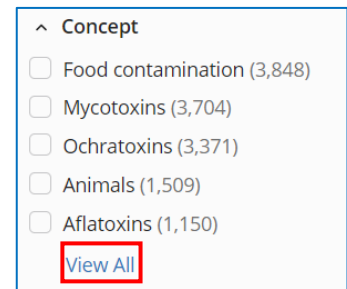 Concept
Food contamination (3,848)
Mycotoxins (3,704)
Ochratoxins (3,371)
Animals (1,509)
Aflatoxins (1,150)
View All